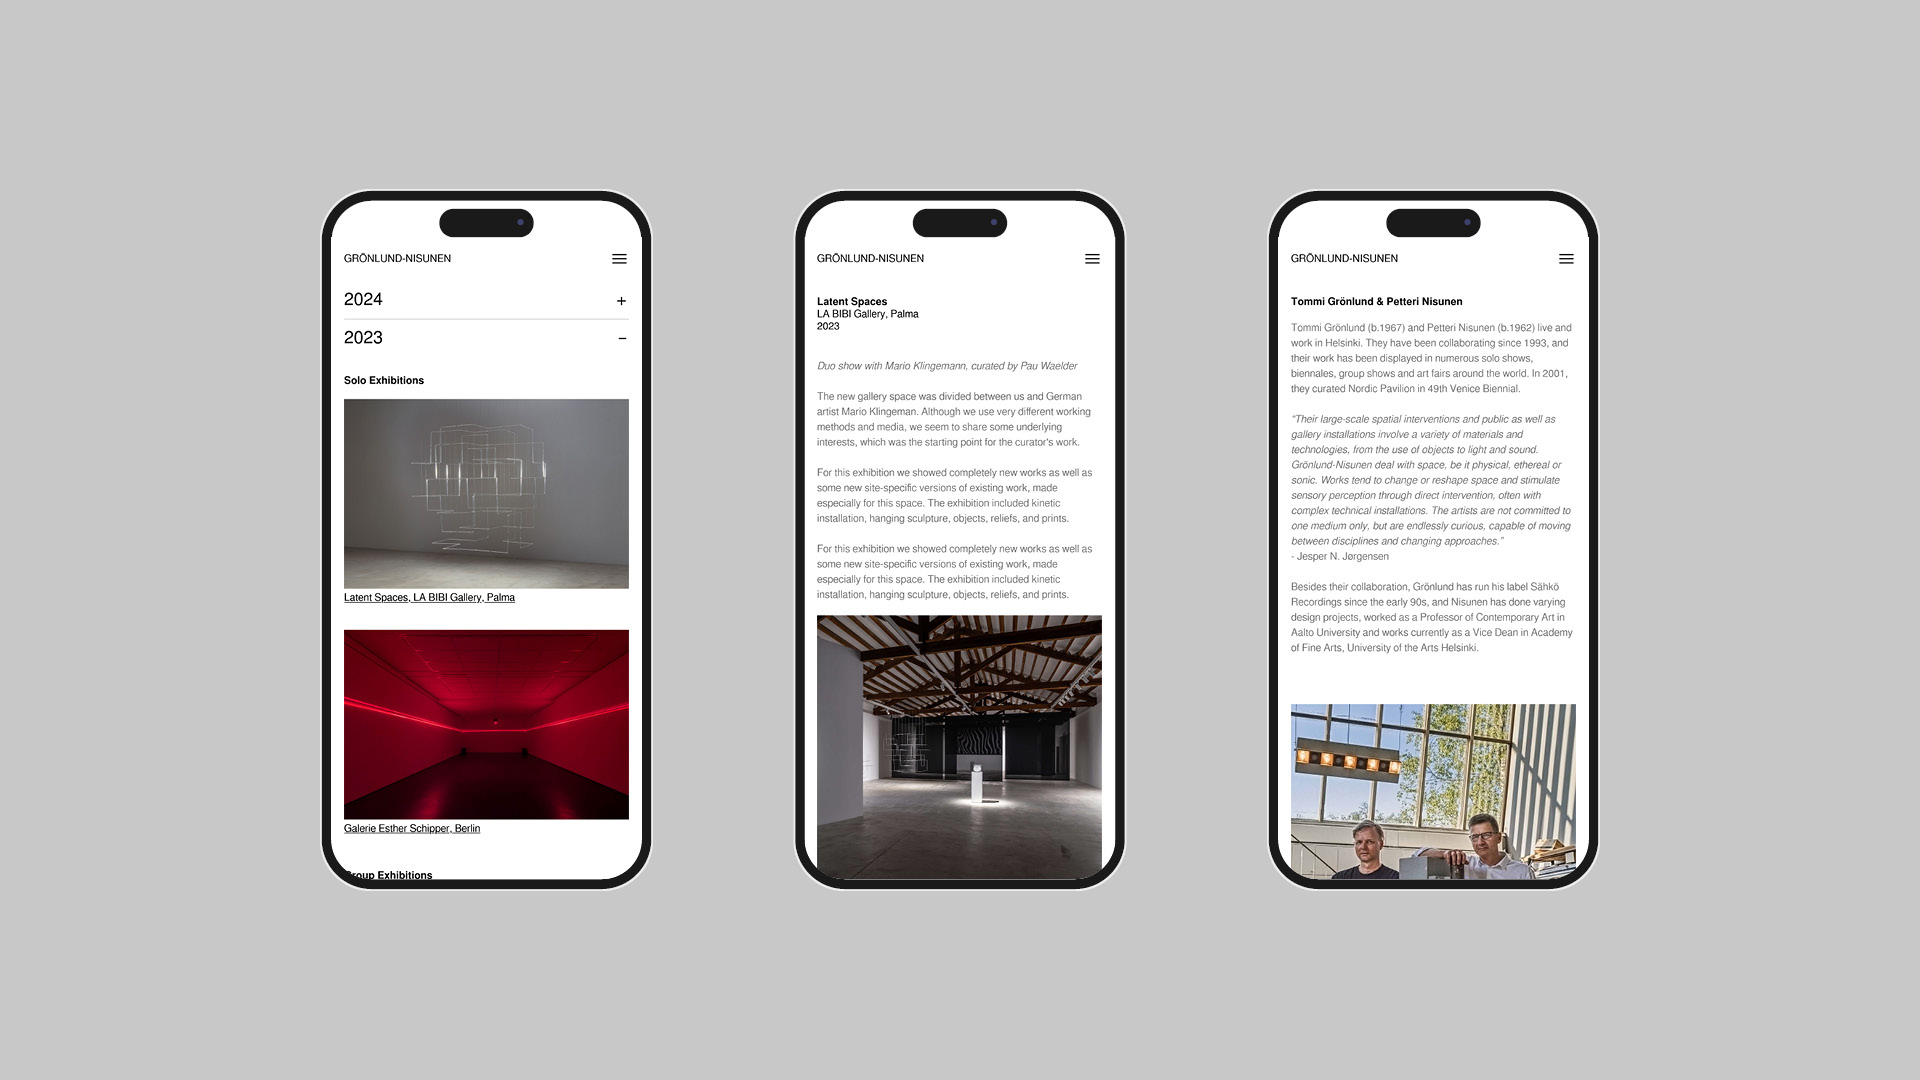 GRÖNLUND-NISUNEN
2024
2023
Solo Exhibitions
Latent Spaces, LA BIBI Gallery, Palma
Galerie Esther Schipper, Berlin
Group Exhibitions
GRÖNLUND-NISUNEN
Latent Spaces
LA BIBI Gallery, Palma
2023
Duo show with Mario Klingemann, curated by Pau Waelder
The new gallery space was divided between us and German
artist Mario Klingeman. Although we use very different working
methods and media, we seem to share some underlying
interests, which was the starting point for the curator's work.
For this exhibition we showed completely new works as well as
some new site-specific versions of existing work, made
especially for this space. The exhibition included kinetic
installation, hanging sculpture, objects, reliefs, and prints.
For this exhibition we showed completely new works as well as
some new site-specific versions of existing work, made
especially for this space. The exhibition included kinetic
installation, hanging sculpture, objects, reliefs, and prints.
GRÖNLUND-NISUNEN
Tommi Grönlund & Petteri Nisunen
Tommi Grönlund (b.1967) and Petteri Nisunen (b.1962) live and
work in Helsinki. They have been collaborating since 1993, and
their work has been displayed in numerous solo shows,
biennales, group shows and art fairs around the world. In 2001,
they curated Nordic Pavilion in 49th Venice Biennial.
“Their large-scale spatial interventions and public as well as
gallery installations involve a variety of materials and
technologies, from the use of objects to light and sound.
Grönlund-Nisunen deal with space, be it physical, ethereal or
sonic. Works tend to change or reshape space and stimulate
sensory perception through direct intervention, often with
complex technical installations. The artists are not committed to
one medium only, but are endlessly curious, capable of moving
between disciplines and changing approaches.”
- Jesper N. Jørgensen
Besides their collaboration, Grönlund has run his label Sähkö
Recordings since the early 90s, and Nisunen has done varying
design projects, worked as a Professor of Contemporary Art in
Aalto University and works currently as a Vice Dean in Academy
of Fine Arts, University of the Arts Helsinki.